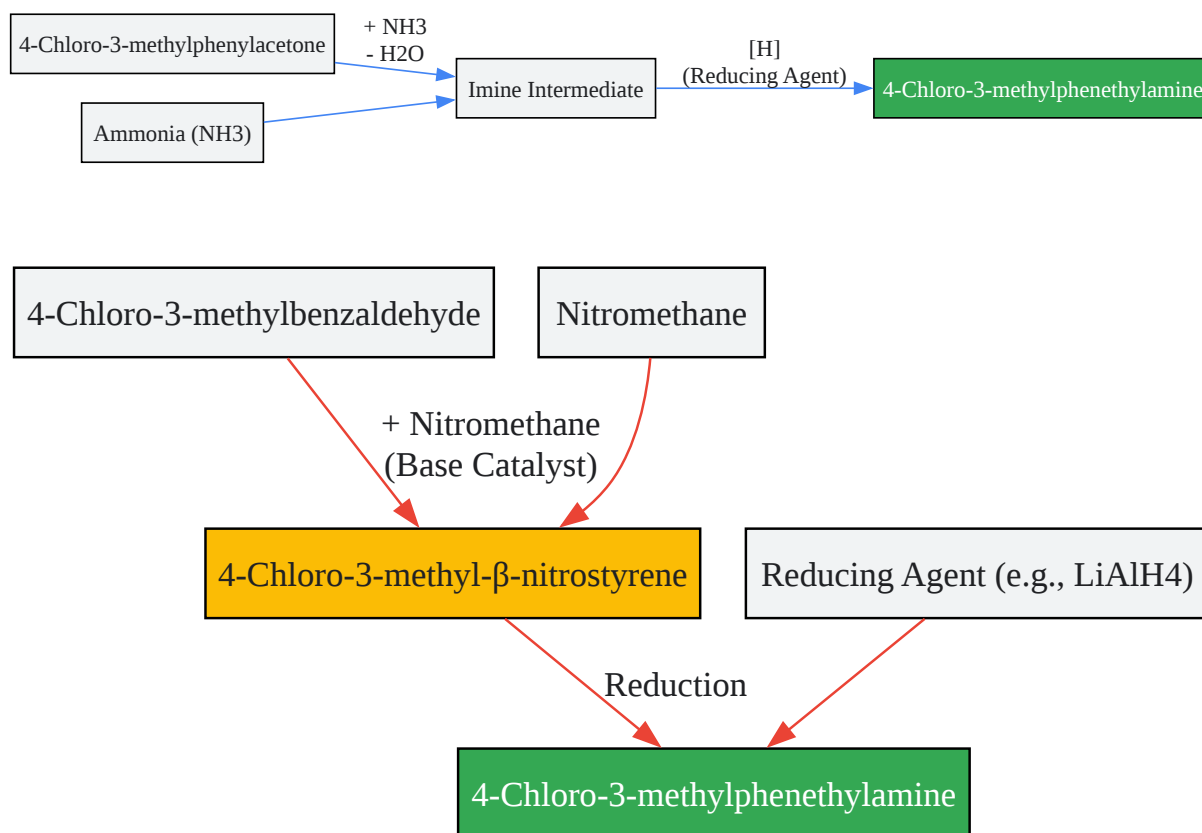 4-Chloro-3-methylphenylacetone
+ NH3
- H2O
Ammonia (NH3)
Imine Intermediate
[H]
(Reducing Agent)
4-Chloro-3-methylphenethylamine
4-Chloro-3-methylbenzaldehyde
Nitromethane
+ Nitromethane
(Base Catalyst)
4-Chloro-3-methyl-β-nitrostyrene
Reducing Agent (e.g., LiAlH4)
Reduction
4-Chloro-3-methylphenethylamine